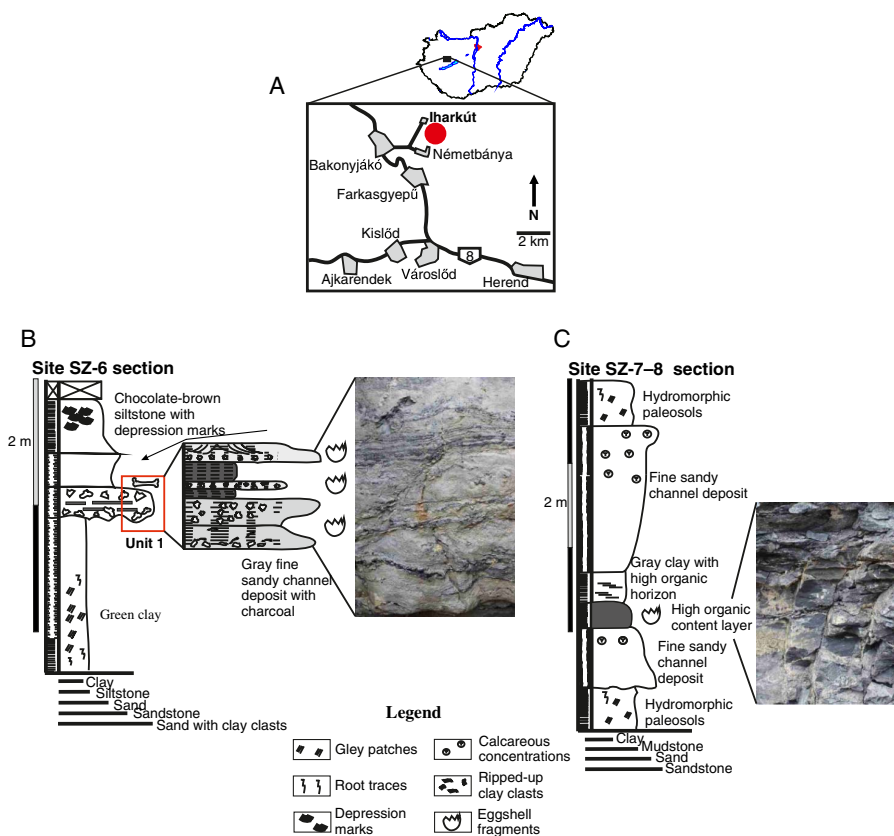 A
Iharkút
Németbánya
Bakonyjákó
Farkasgyepű
N
2 km
Kislőd
8
Ajkarendek
Városlőd
Herend
B
Site SZ-6 section
Chocolate-brown
siltstone with
depression marks
2 m
Unit 1
Gray fine
sandy channel
deposit with
charcoal
Green clay
Clay
Siltstone
Sand
Sandstone
Sand with clay clasts
C
Site SZ-7–8 section
Hydromorphic
paleosols
Fine sandy
channel deposit
2 m
Gray clay with
high organic
horizon
High organic
content layer
Fine sandy
channel
deposit
Hydromorphic
paleosols
Clay
Mudstone
Sand
Sandstone
Legend
Gley patches
Calcareous
concentrations
Root traces
Ripped-up
clay clasts
Depression
marks
Eggshell
fragments